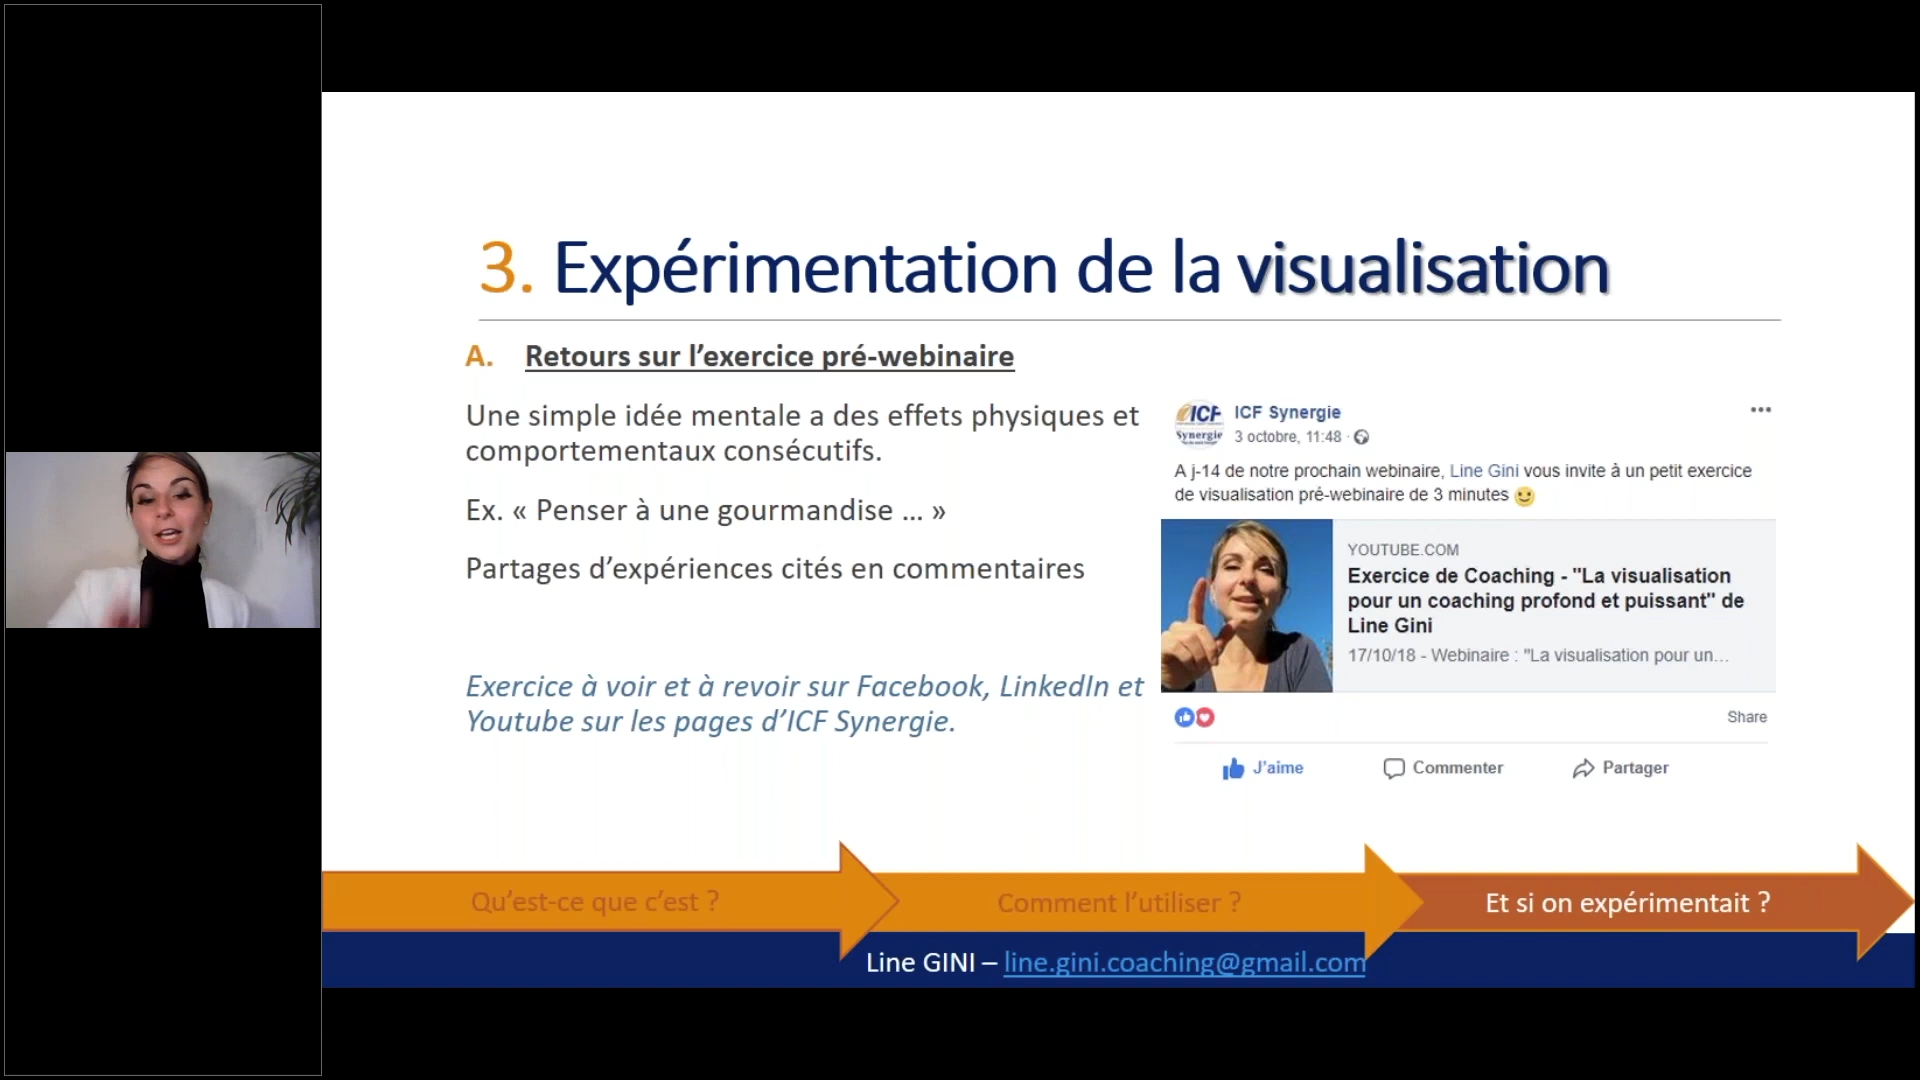 3. Expérimentation de la visualisation
A. Retours sur l’exercice pré-webinaire
Une simple idée mentale a des effets physiques et
comportementaux consécutifs.
Ex. « Penser à une gourmandise ... »
Partages d’expériences cités en commentaires
Exercice à voir et à revoir sur Facebook, LinkedIn et
Youtube sur les pages d’ICF Synergie.
ICF
Synergie
ICF Synergie
3 octobre, 11:48 ·
A j-14 de notre prochain webinaire, Line Gini vous invite à un petit exercice
de visualisation pré-webinaire de 3 minutes
YOUTUBE.COM
Exercice de Coaching - "La visualisation
pour un coaching profond et puissant" de
Line Gini
17/10/18 - Webinaire : "La visualisation pour un...
Share
J'aime Commenter Partager
Qu’est-ce que c’est ? Comment l’utiliser ? Et si on expérimentait ?
Line GINI – line.gini.coaching@gmail.com